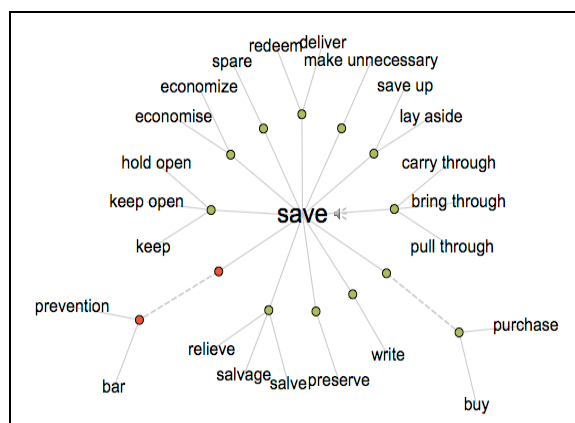 redeem
deliver
spare
make unnecessary
economize
save up
economise
lay aside
hold open
carry through
keep open
bring through
save
keep
pull through
prevention
purchase
relieve
write
salvage
salve
preserve
bar
buy